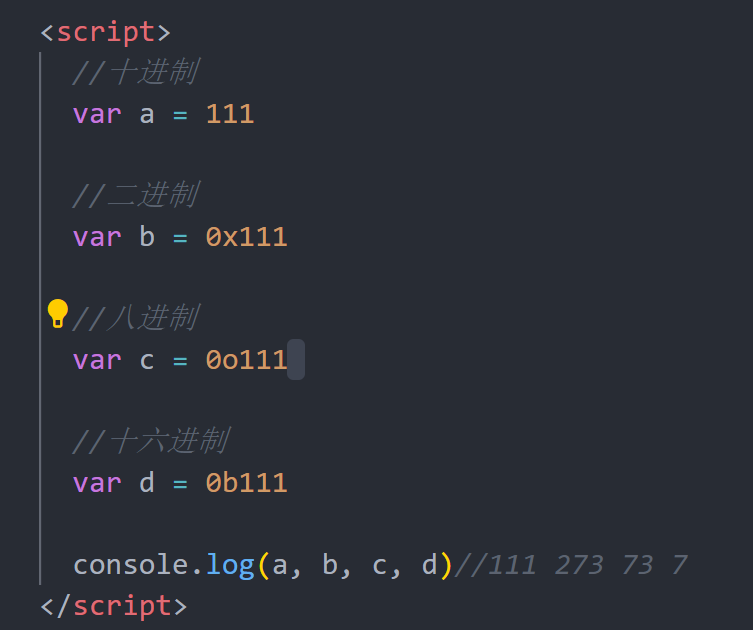 <script>
//十进制
var a = 111
//二进制
var b = 0x111
//八进制
var c = 0o111
//十六进制
var d = 0b111
console.log(a, b, c, d)//111 273 73 7
</script>